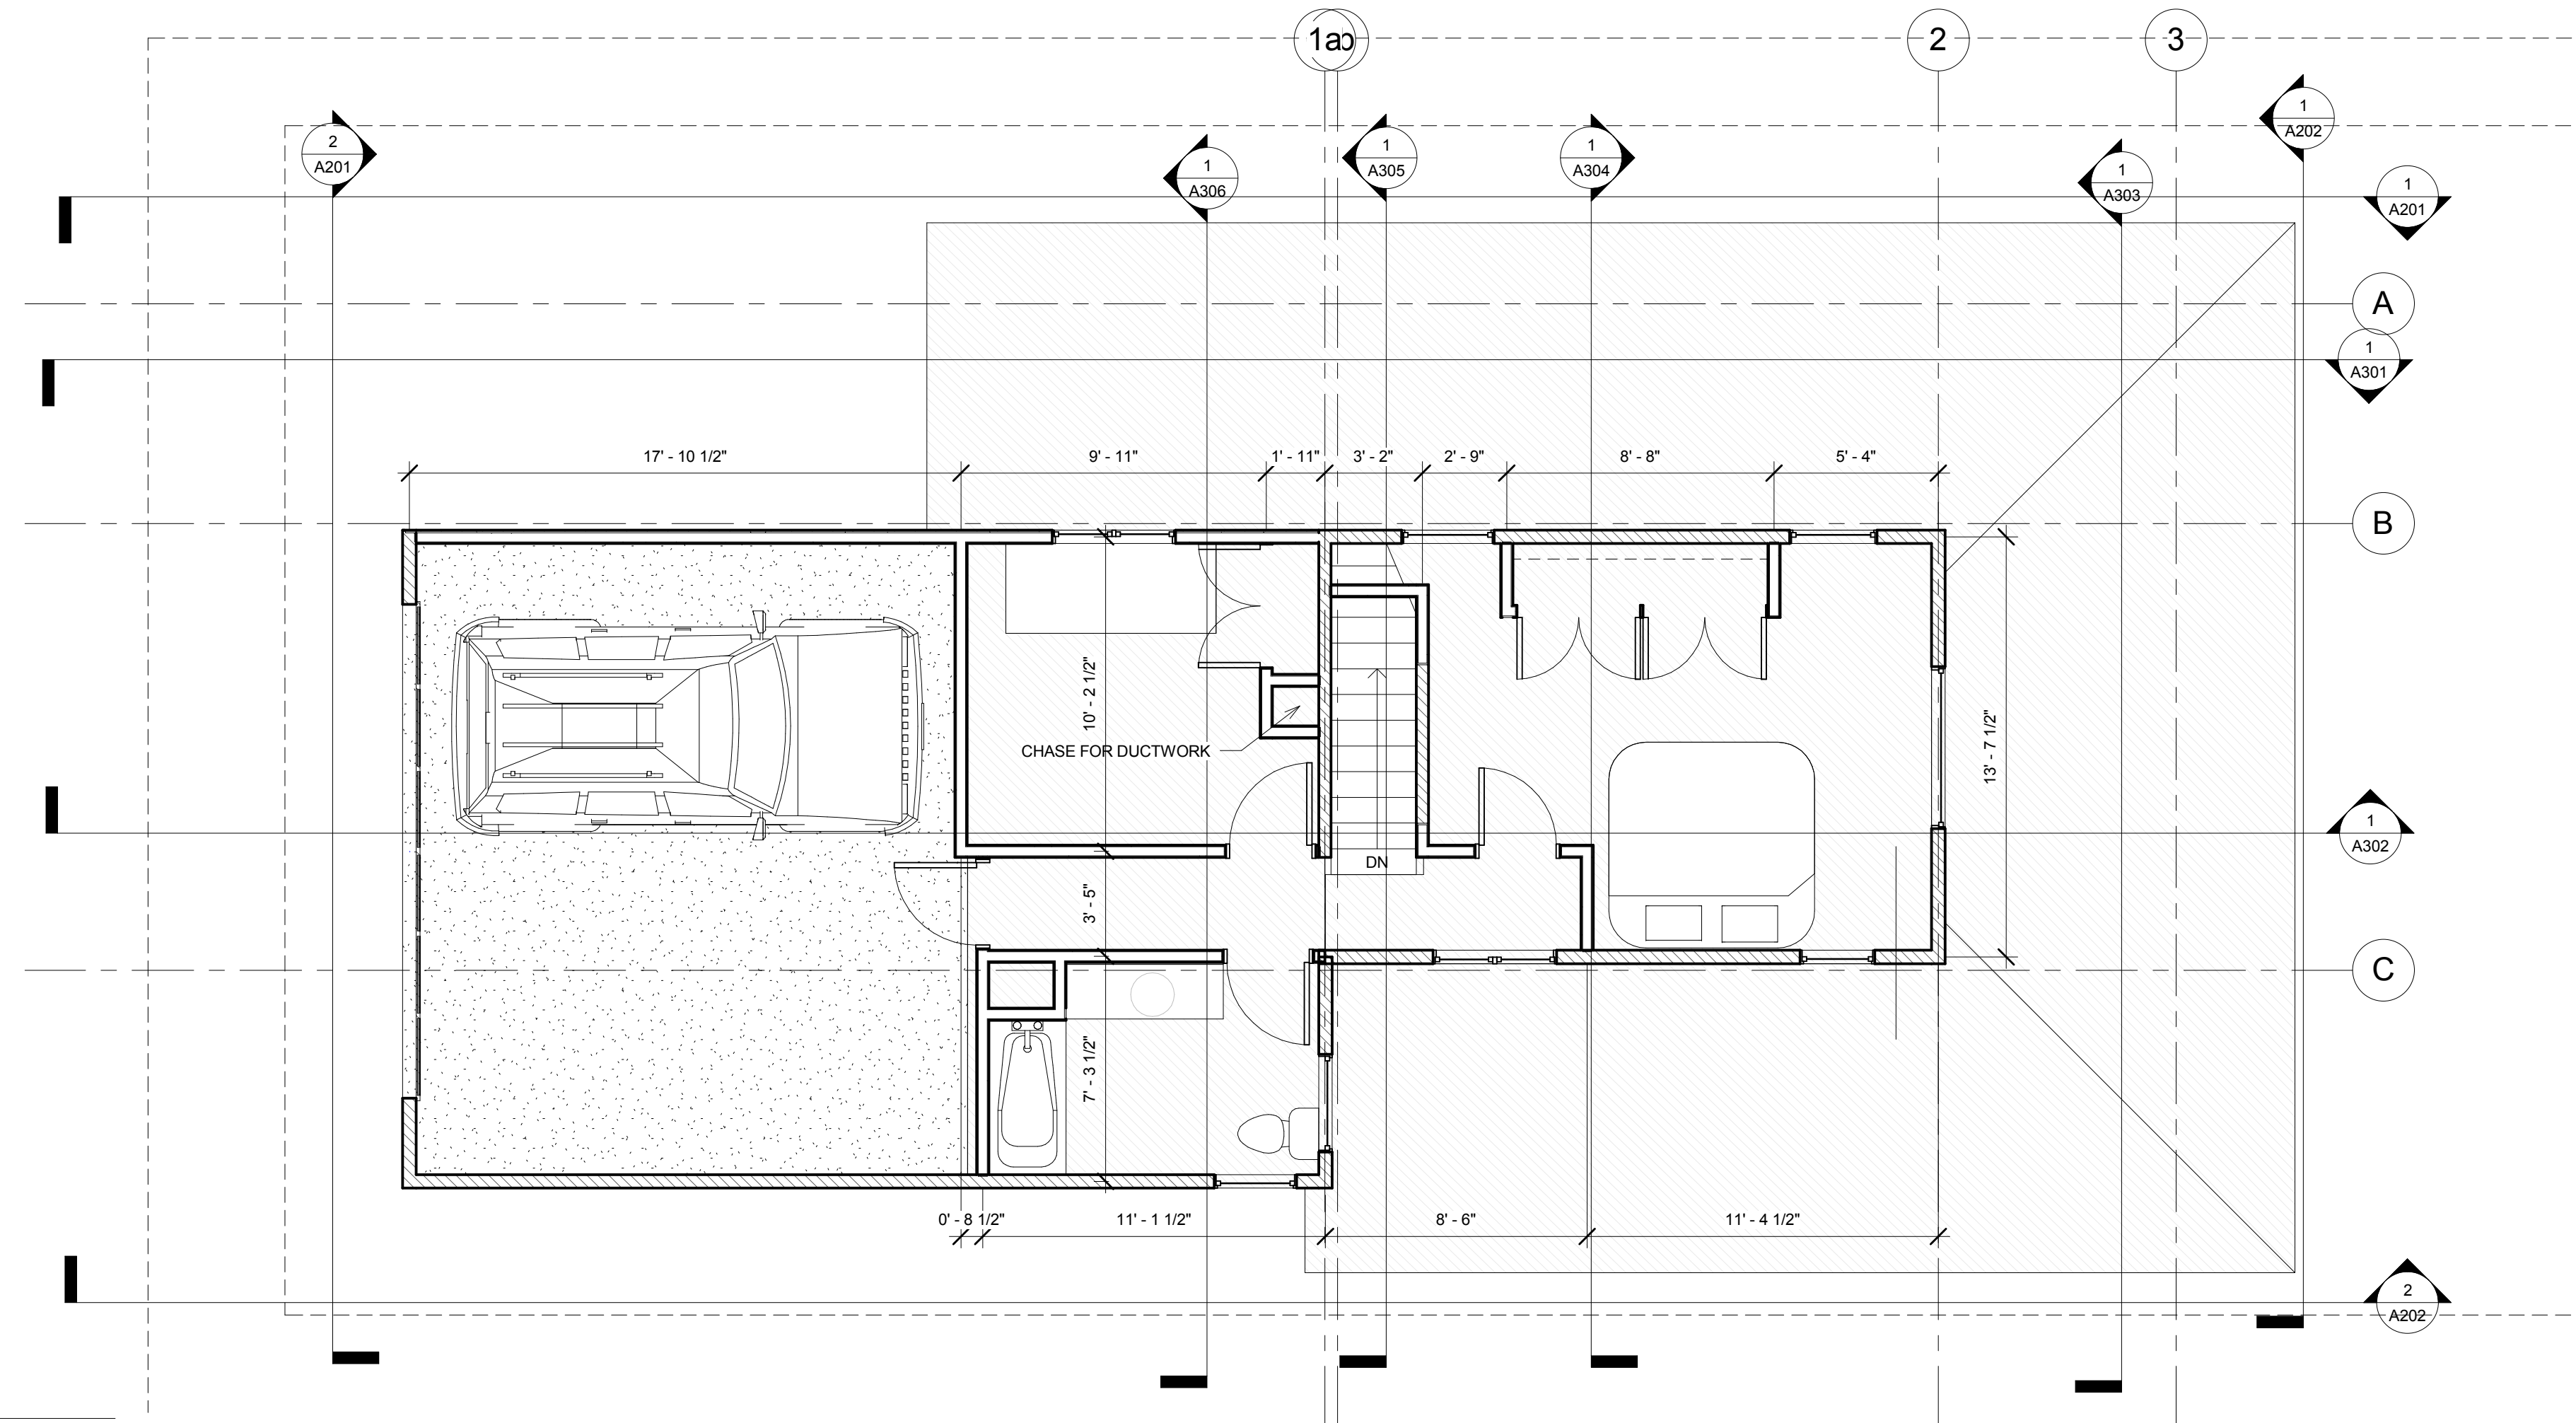 1a
b
2
3
1
A202
2
A201
1
A305
1
A304
1
A306
1
A303
1
A201
A
1
A301
17' - 10 1/2"
9' - 11"
1' - 11"
3' - 2"
2' - 9"
8' - 8"
5' - 4"
B
10' - 2 1/2"
13' - 7 1/2"
CHASE FOR DUCTWORK
1
A302
DN
3' - 5"
C
7' - 3 1/2"
0' - 8 1/2"
11' - 1 1/2"
8' - 6"
11' - 4 1/2"
2
A202